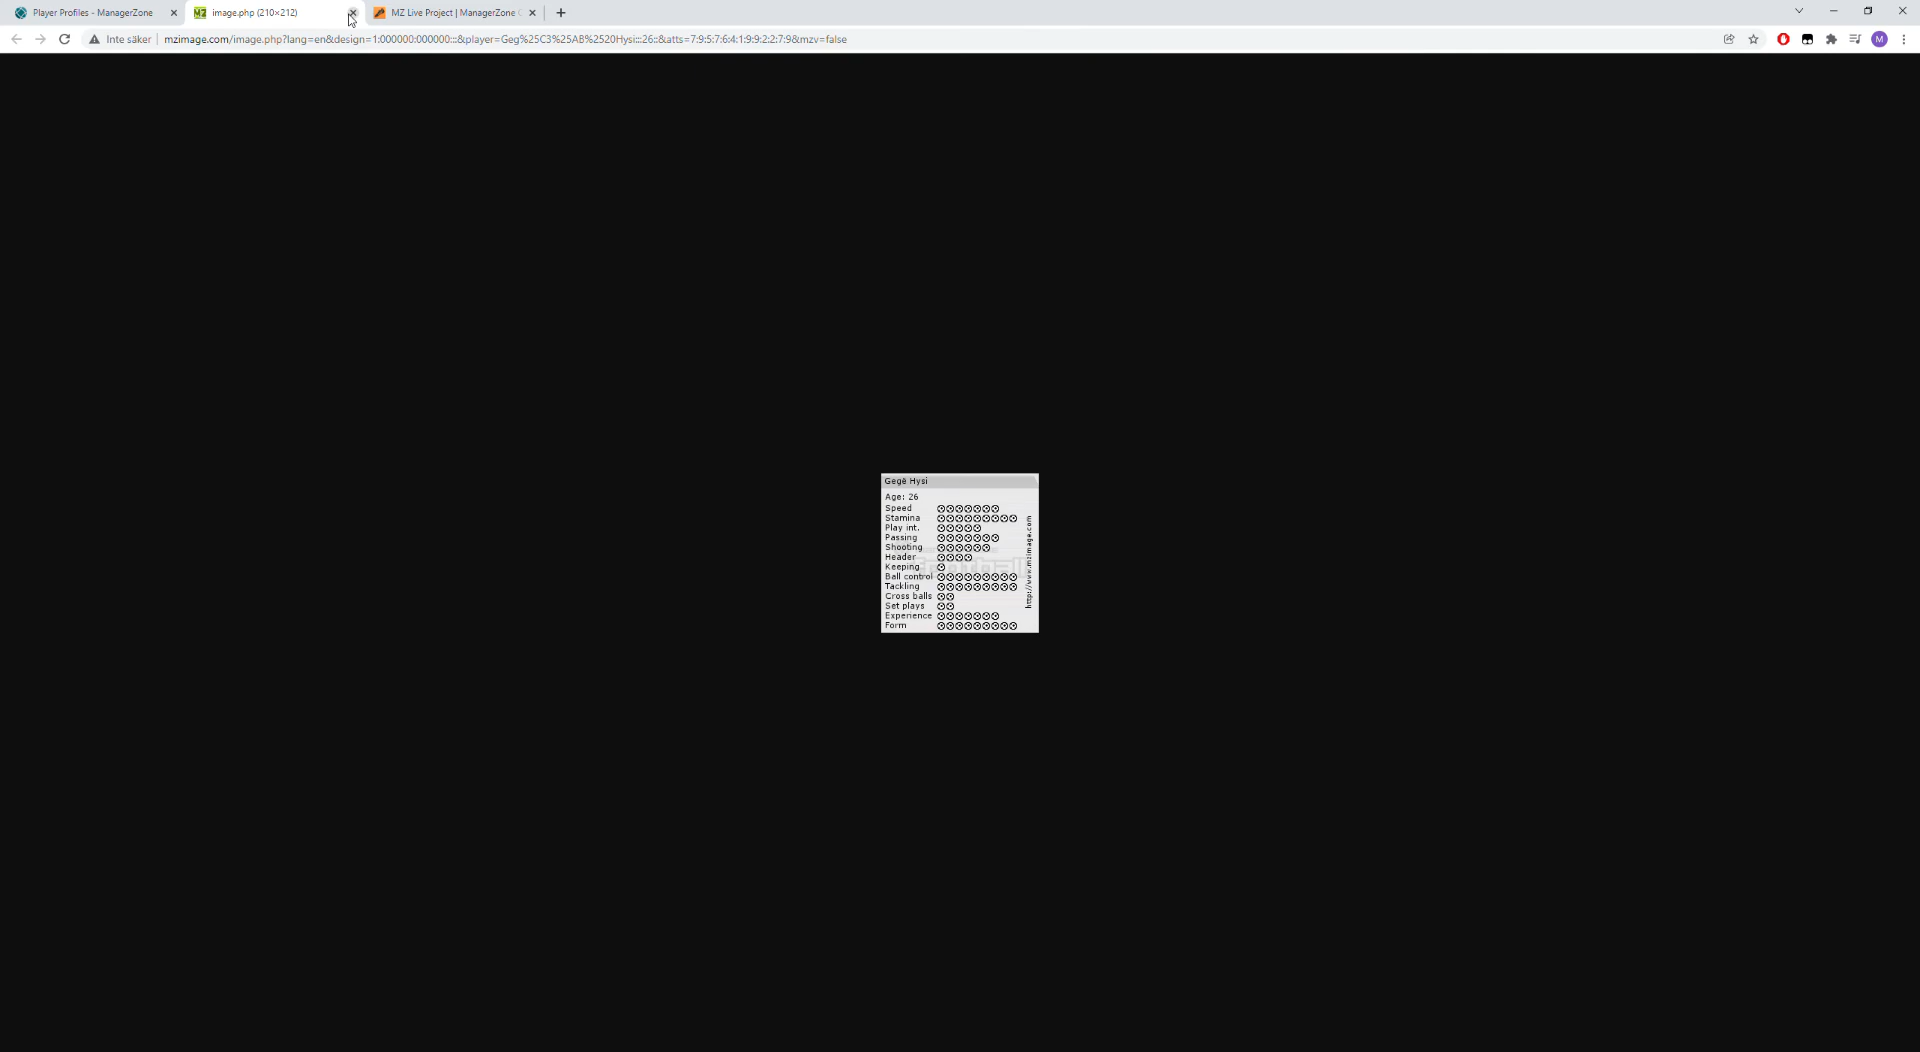 Player Profiles - ManagerZone
image.php (210×212)
MZ Live Project | ManagerZone
Inte säker
mzimage.com/image.php?lang=en&design=1:000000:000000:::&player=Geg%25C3%25AB%2520Hysi:::26::&atts=7:9:5:7:6:4:1:9:9:2:2:7:9&mzv=false
M
Gegë Hysi
Age: 26
Speed
Stamina
Play int.
Passing
Shooting
Header
Keeping
Ball control
Tackling
Cross balls
Set plays
Experience
Form
http://www.mzimage.com